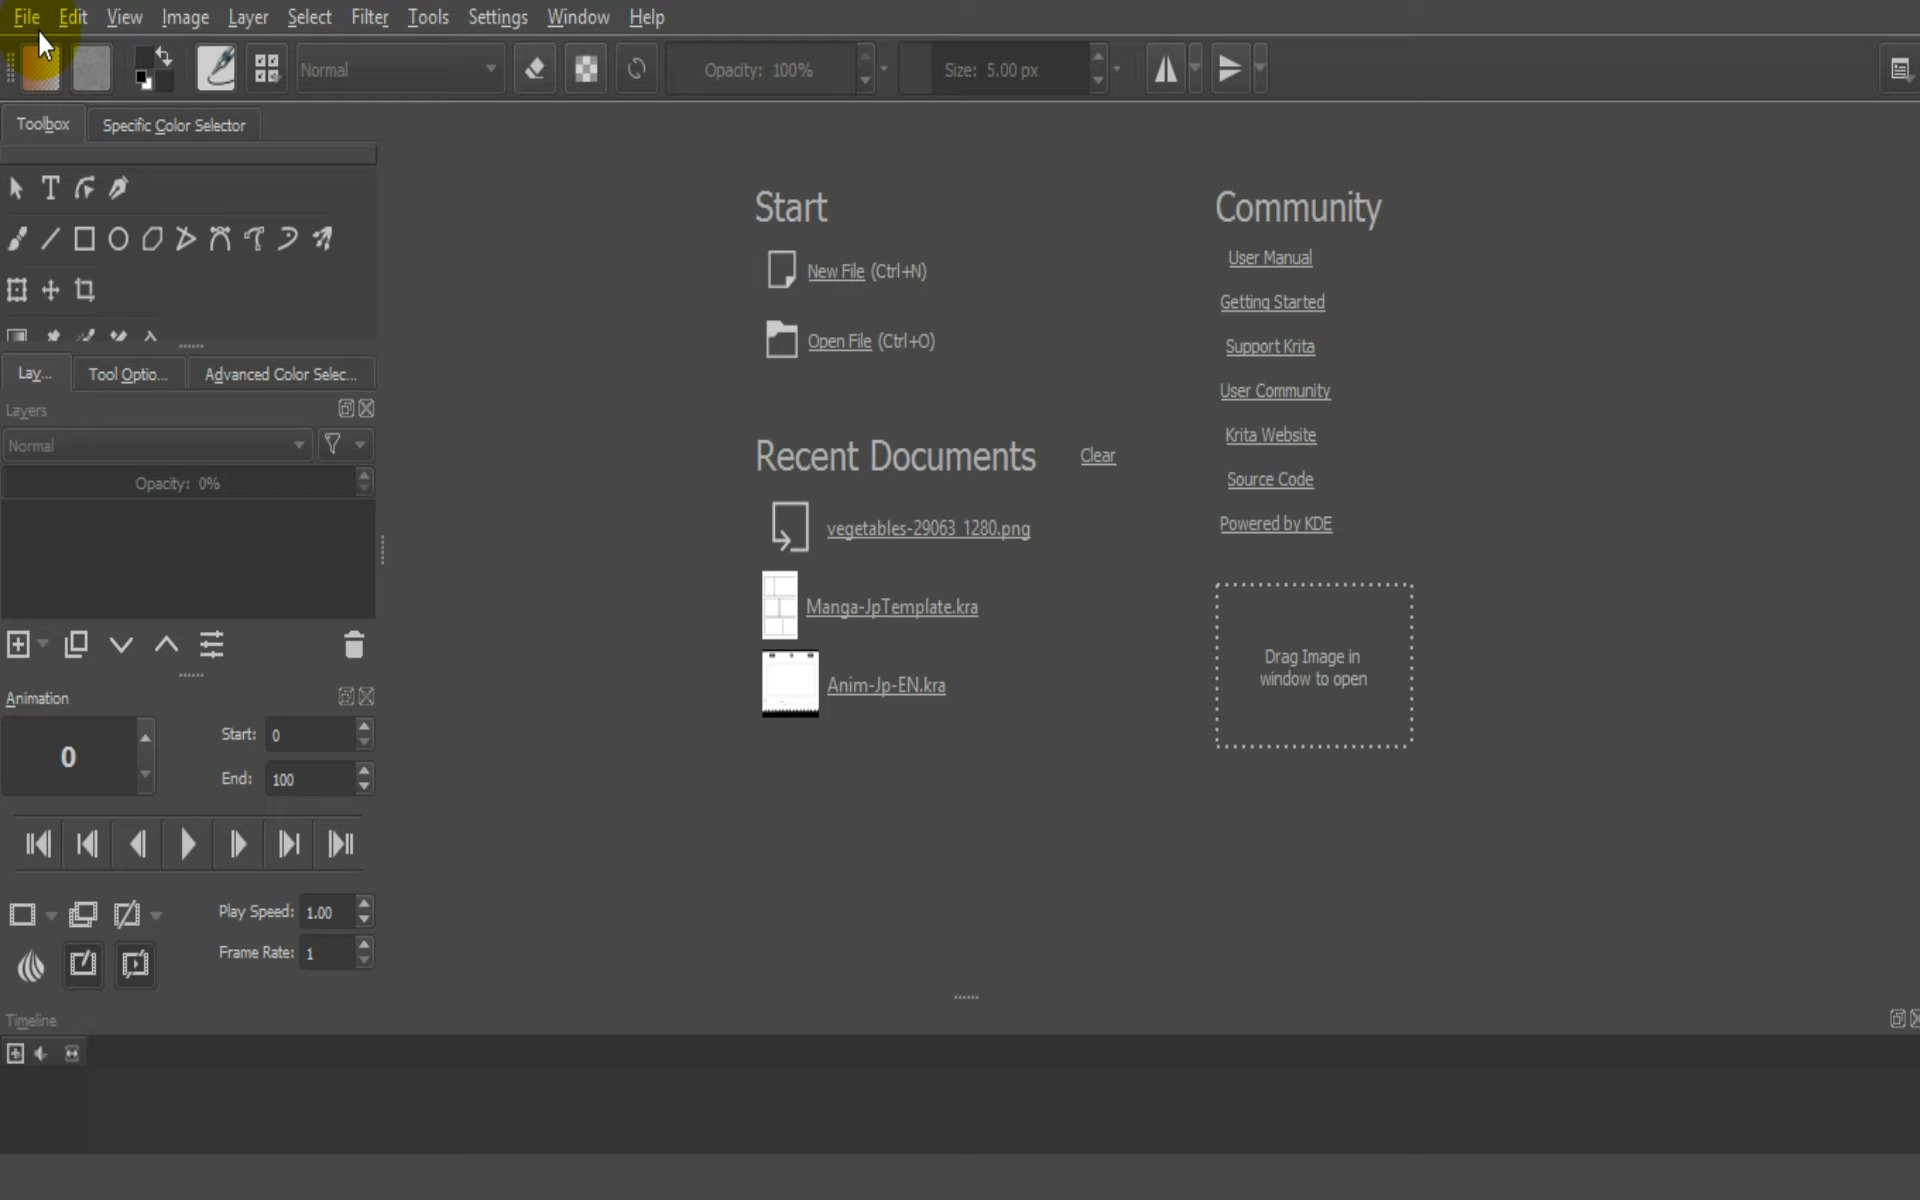 File Edit View Image Layer Select Filter Tools Settings Window Help
Normal Opacity: 100% Size: 5.00 px
Toolbox Specific Color Selector
Start
New File (Ctrl+N)
Open File (Ctrl+O)
Recent Documents Clear
vegetables-29063_1280.png
Manga-JpTemplate.kra
Anim-Jp-EN.kra
Community
User Manual
Getting Started
Support Krita
User Community
Krita Website
Source Code
Powered by KDE
Drag Image in
window to open
Lay... Tool Optio... Advanced Color Selec...
Layers
Normal
Opacity: 0%
Animation
0
Start: 0
End: 100
Play Speed: 1.00
Frame Rate: 1
Timeline